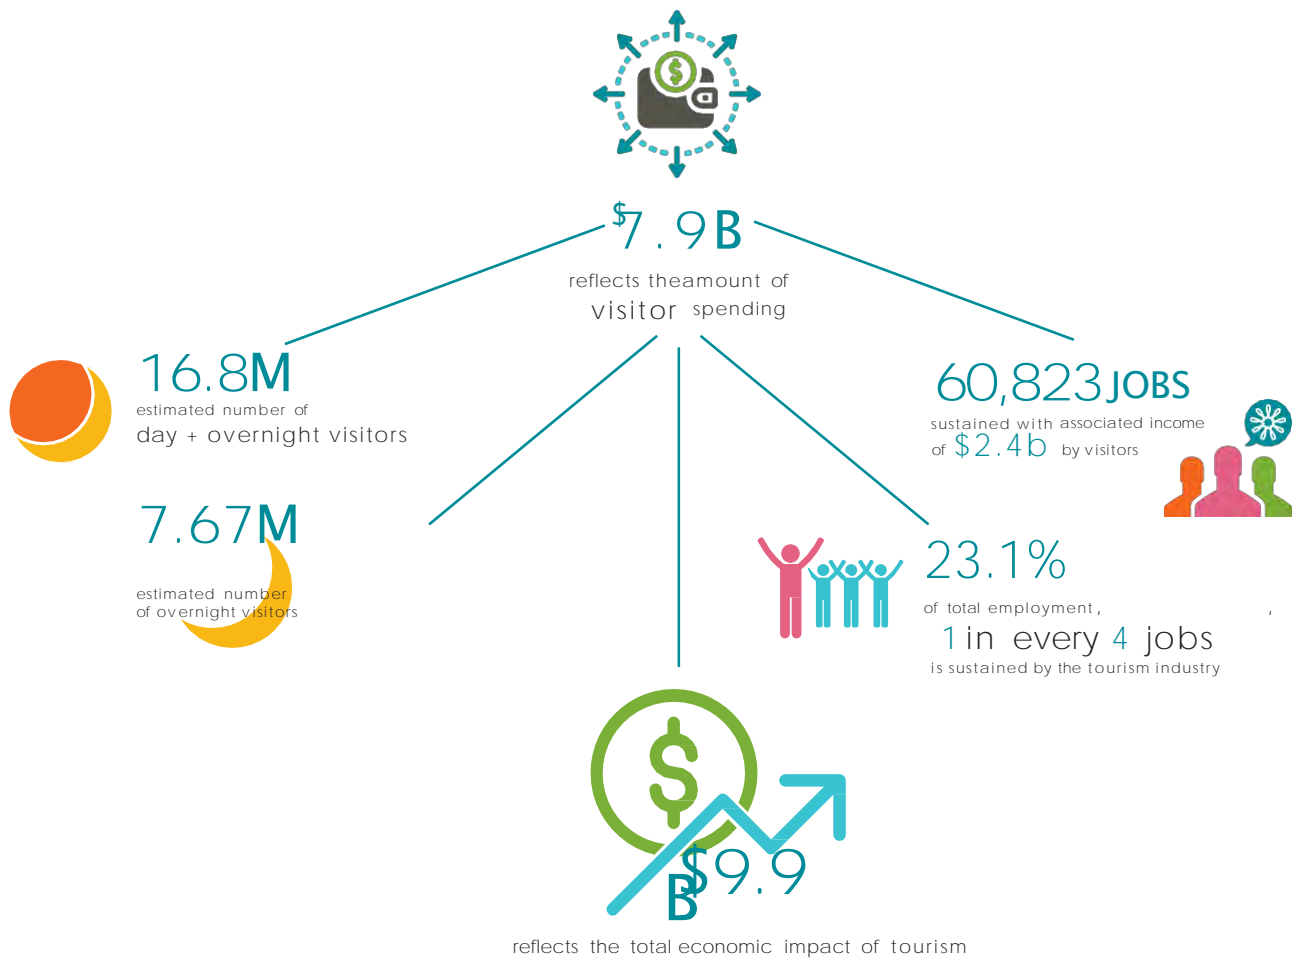 $7.9B
reflects theamount of
visitor spending
16.8M
estimated number of
day + overnight visitors
7.67M
estimated number
of overnight visitors
60,823 JOBS
sustained with associated income
of $2.4b by visitors
23.1%
of total employment, ,
1 in every 4 jobs
is sustained by the tourism industry
$9.9
B
reflects the total economic impact of tourism